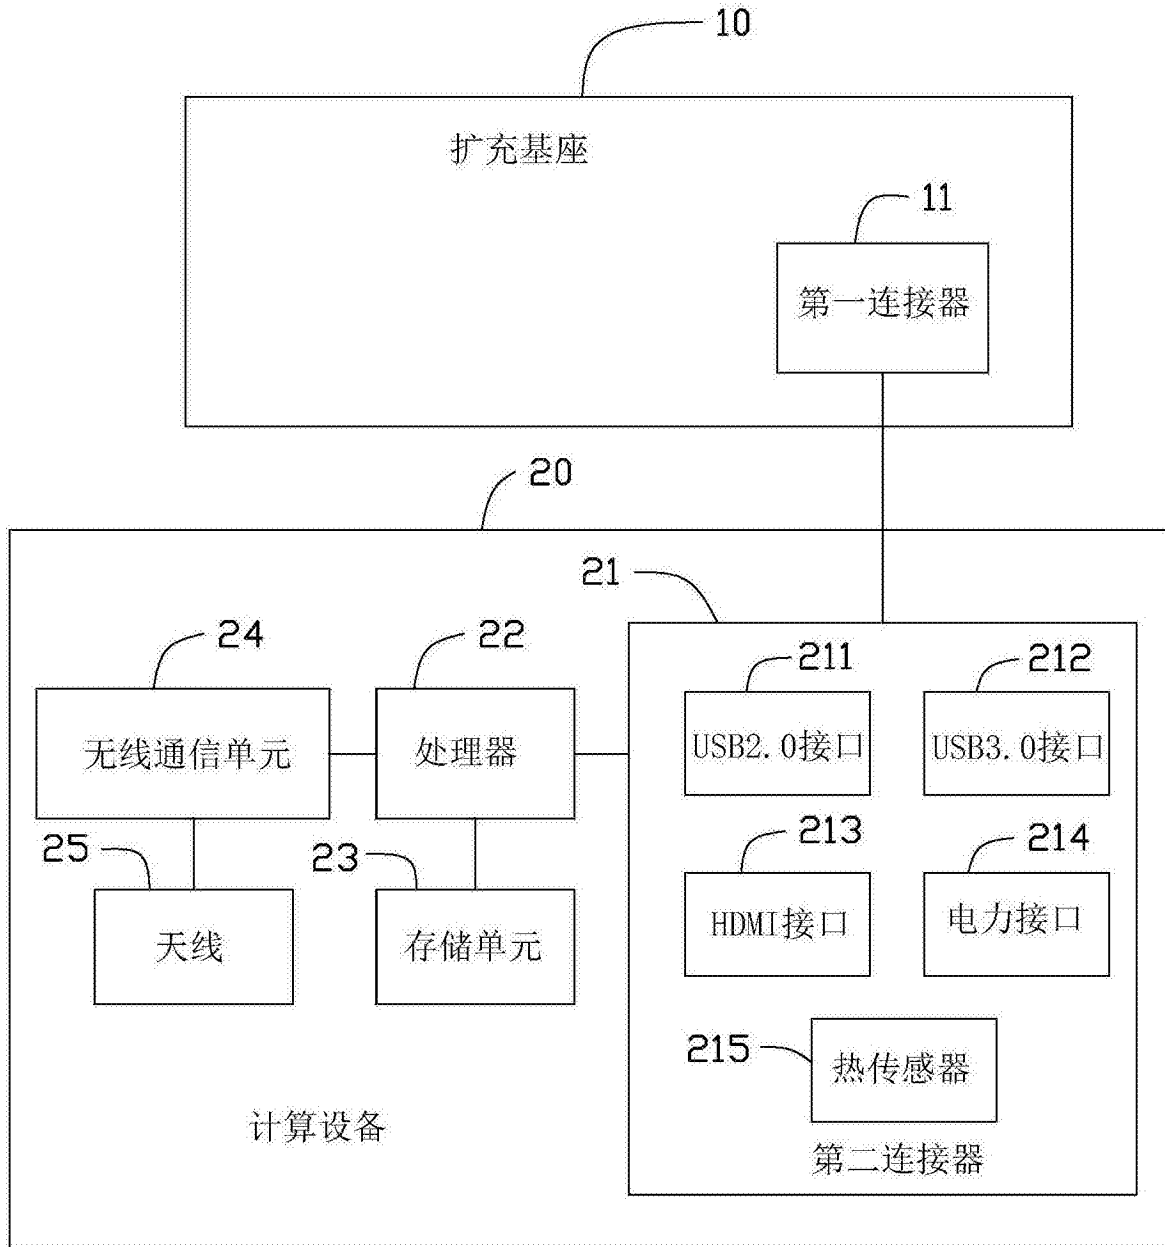 10
扩充基座
11
第一连接器
20
21
24
22
211
212
无线通信单元
处理器
USB2.0接口
USB3.0接口
25
23
213
214
天线
存储单元
HDMI接口
电力接口
215
热传感器
计算设备
第二连接器